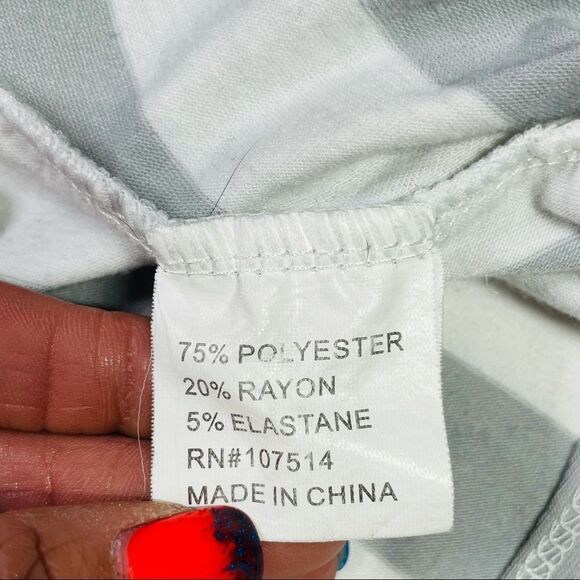 75% POLYESTER
20% RAYON
5% ELASTANE
RN#107514
MADE IN CHINA